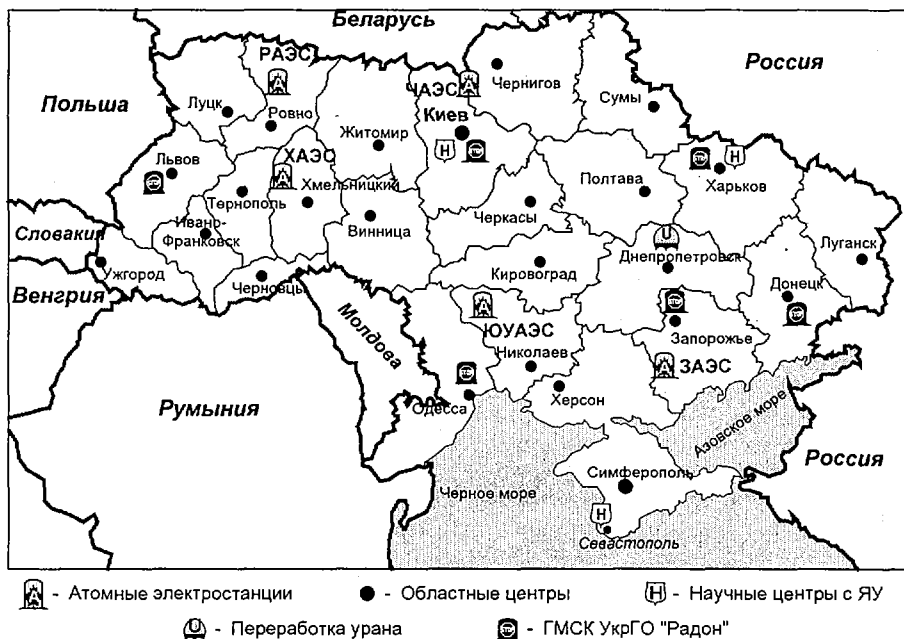 Беларусь
РАЭС
Россия
Польша
ЧАЭС
Чернигов
Сумы
Луцк
Ровно
Киев
Житомир
Н
Н
Львов
ХАЭС
Хмельницкий
Полтава
Харьков
Тернополь
Черкасы
Ивано-
Франковск
Винница
Словакия
U
Луганск
Ужгород
Черновцы
Кировоград
Днепропетровск
Донецк
Венгрия
Молдова
ЮУАЭС
Запорожье
Николаев
ЗАЭС
Румыния
Одесса
Херсон
Азовское море
Россия
Симферополь
Черное море
Н
Севастополь
- Атомные электростанции
- Областные центры
Н - Научные центры с ЯУ
U - Переработка урана
- ГМСК УкрГО "Радон"